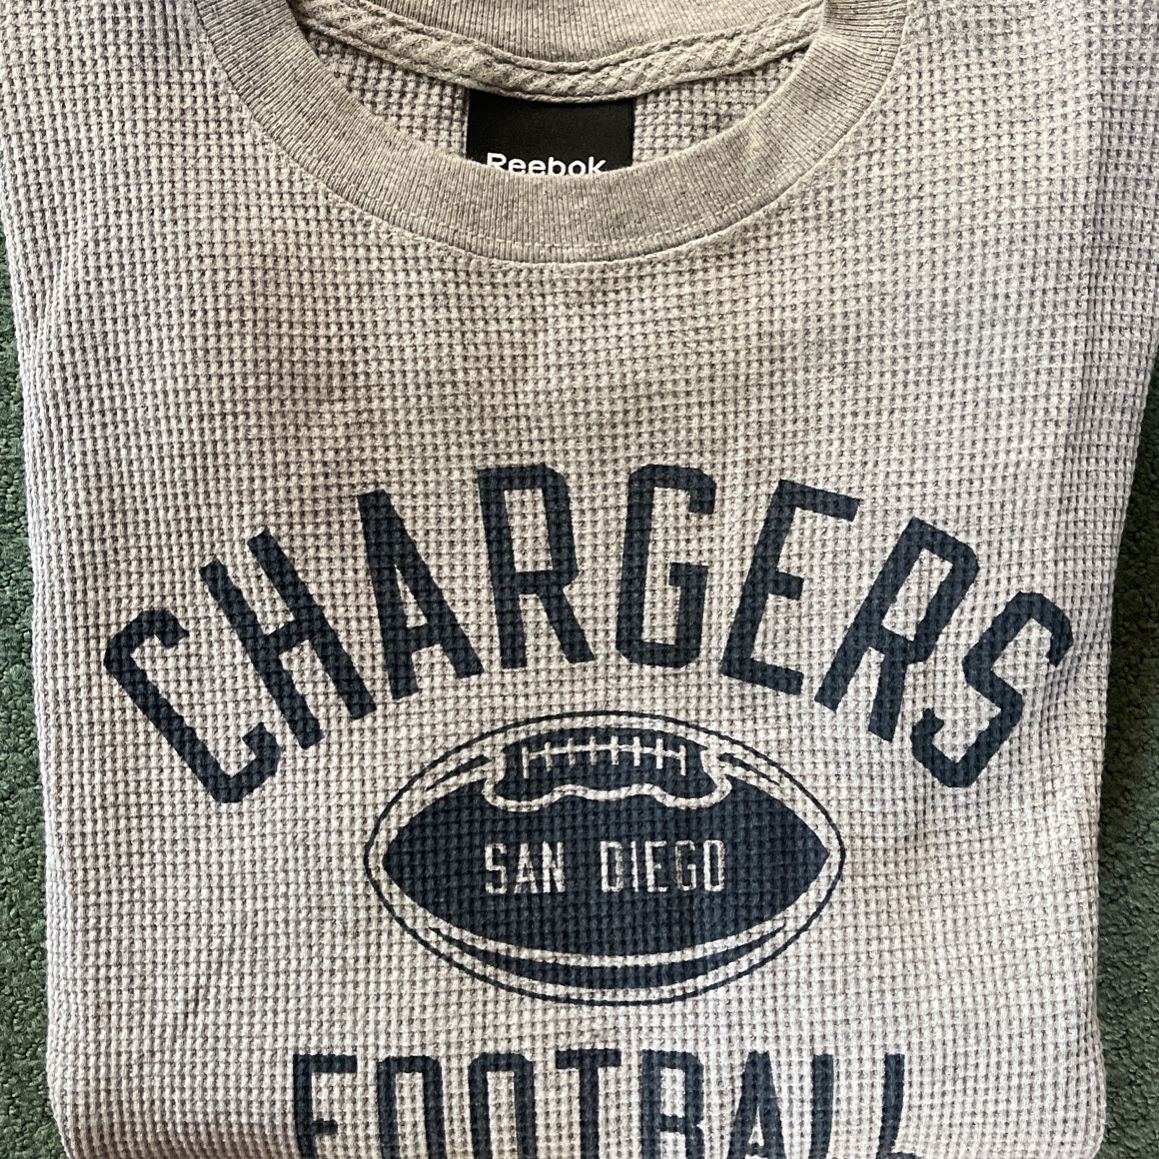 Reebok
CHARGERS
SAN DIEGO
FOOTBALL